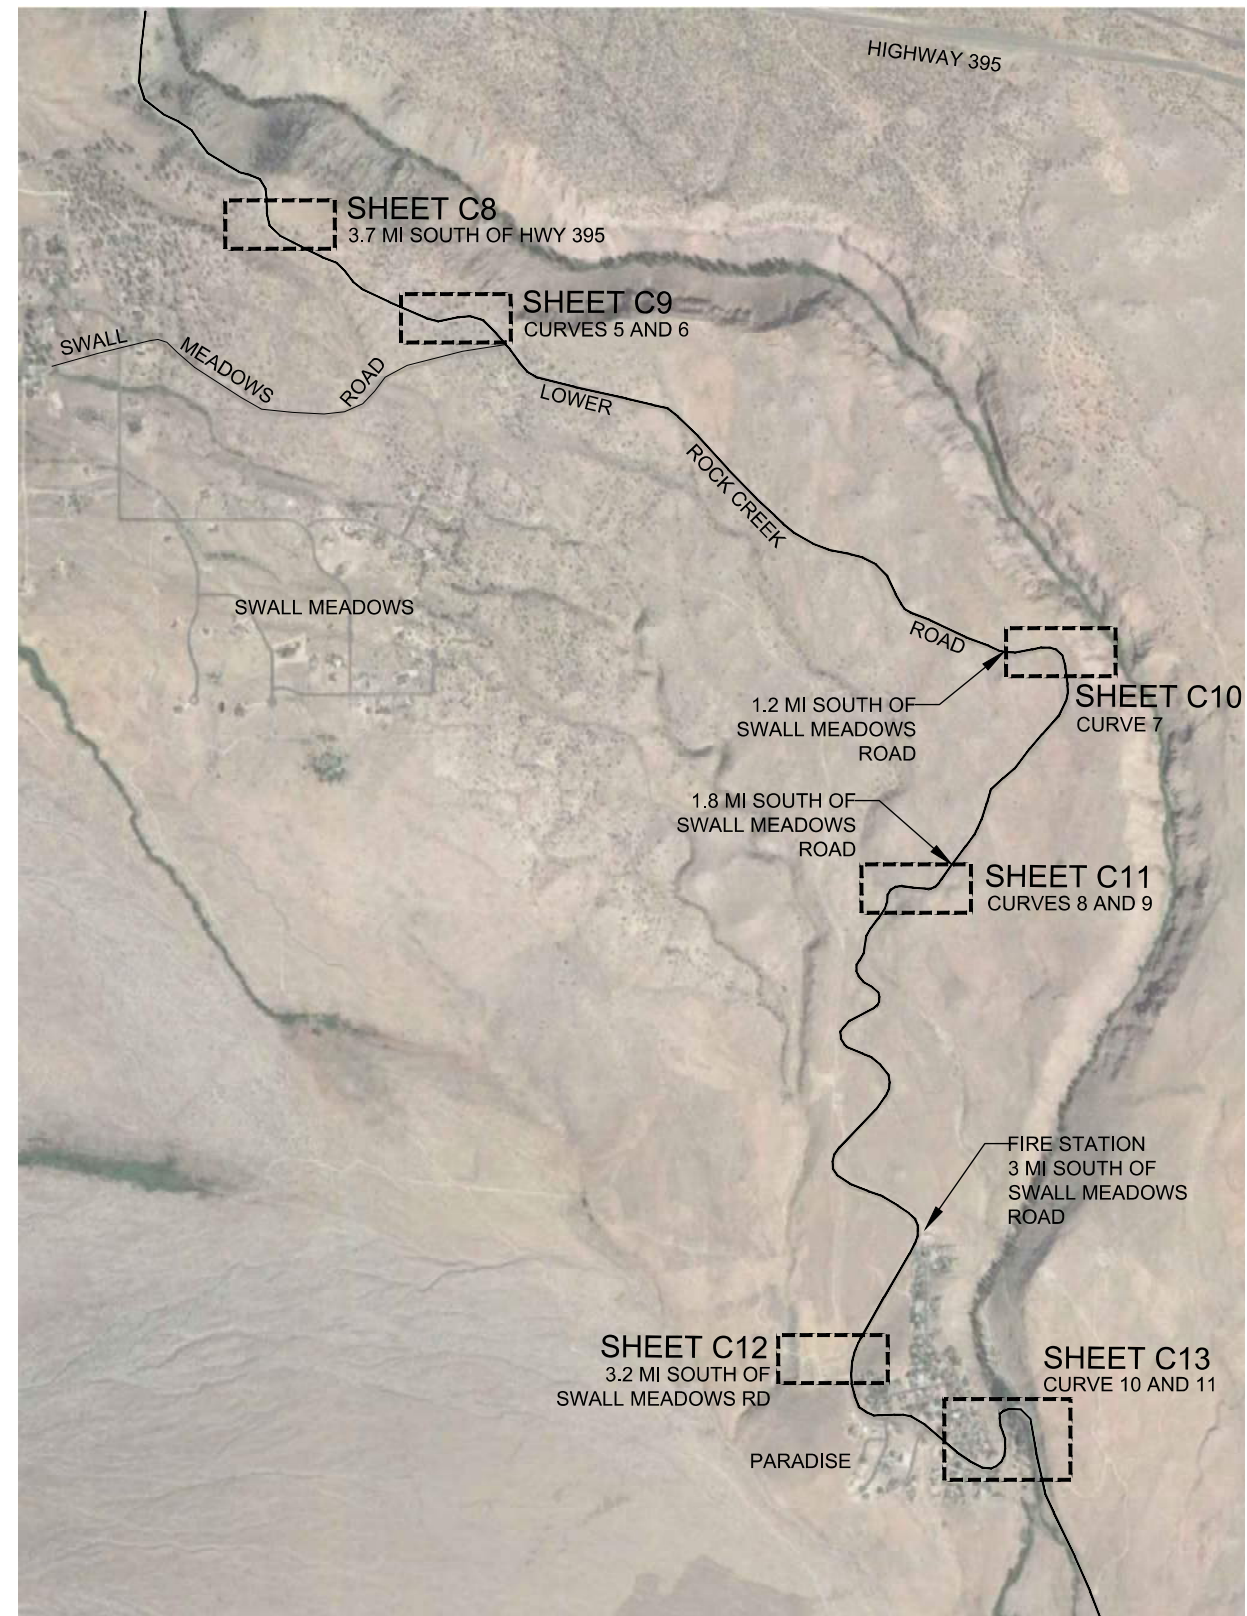 HIGHWAY 395
SHEET C8
3.7 MI SOUTH OF HWY 395
SHEET C9
CURVES 5 AND 6
SWALL
MEADOWS
ROAD
LOWER
ROCK CREEK
ROAD
SWALL MEADOWS
1.2 MI SOUTH OF
SWALL MEADOWS
ROAD
SHEET C10
CURVE 7
1.8 MI SOUTH OF
SWALL MEADOWS
ROAD
SHEET C11
CURVES 8 AND 9
FIRE STATION
3 MI SOUTH OF
SWALL MEADOWS
ROAD
SHEET C12
3.2 MI SOUTH OF
SWALL MEADOWS RD
SHEET C13
CURVE 10 AND 11
PARADISE